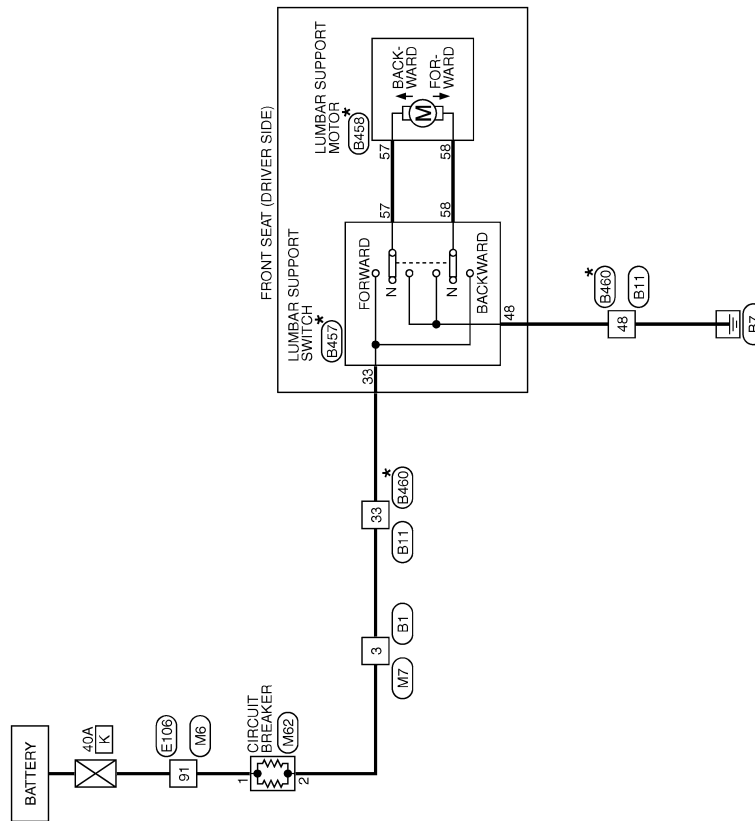 BATTERY
40A
K
E106
91
M6
CIRCUIT
BREAKER
M62
1
2
M7
3
B1
B11
33
B460
*
FRONT SEAT (DRIVER SIDE)
LUMBAR SUPPORT
SWITCH
*
B457
33
FORWARD
N
N
BACKWARD
57
58
48
LUMBAR SUPPORT
MOTOR
*
B458
57
58
M
BACK-
WARD
FOR-
WARD
*
B460
48
B11
B7